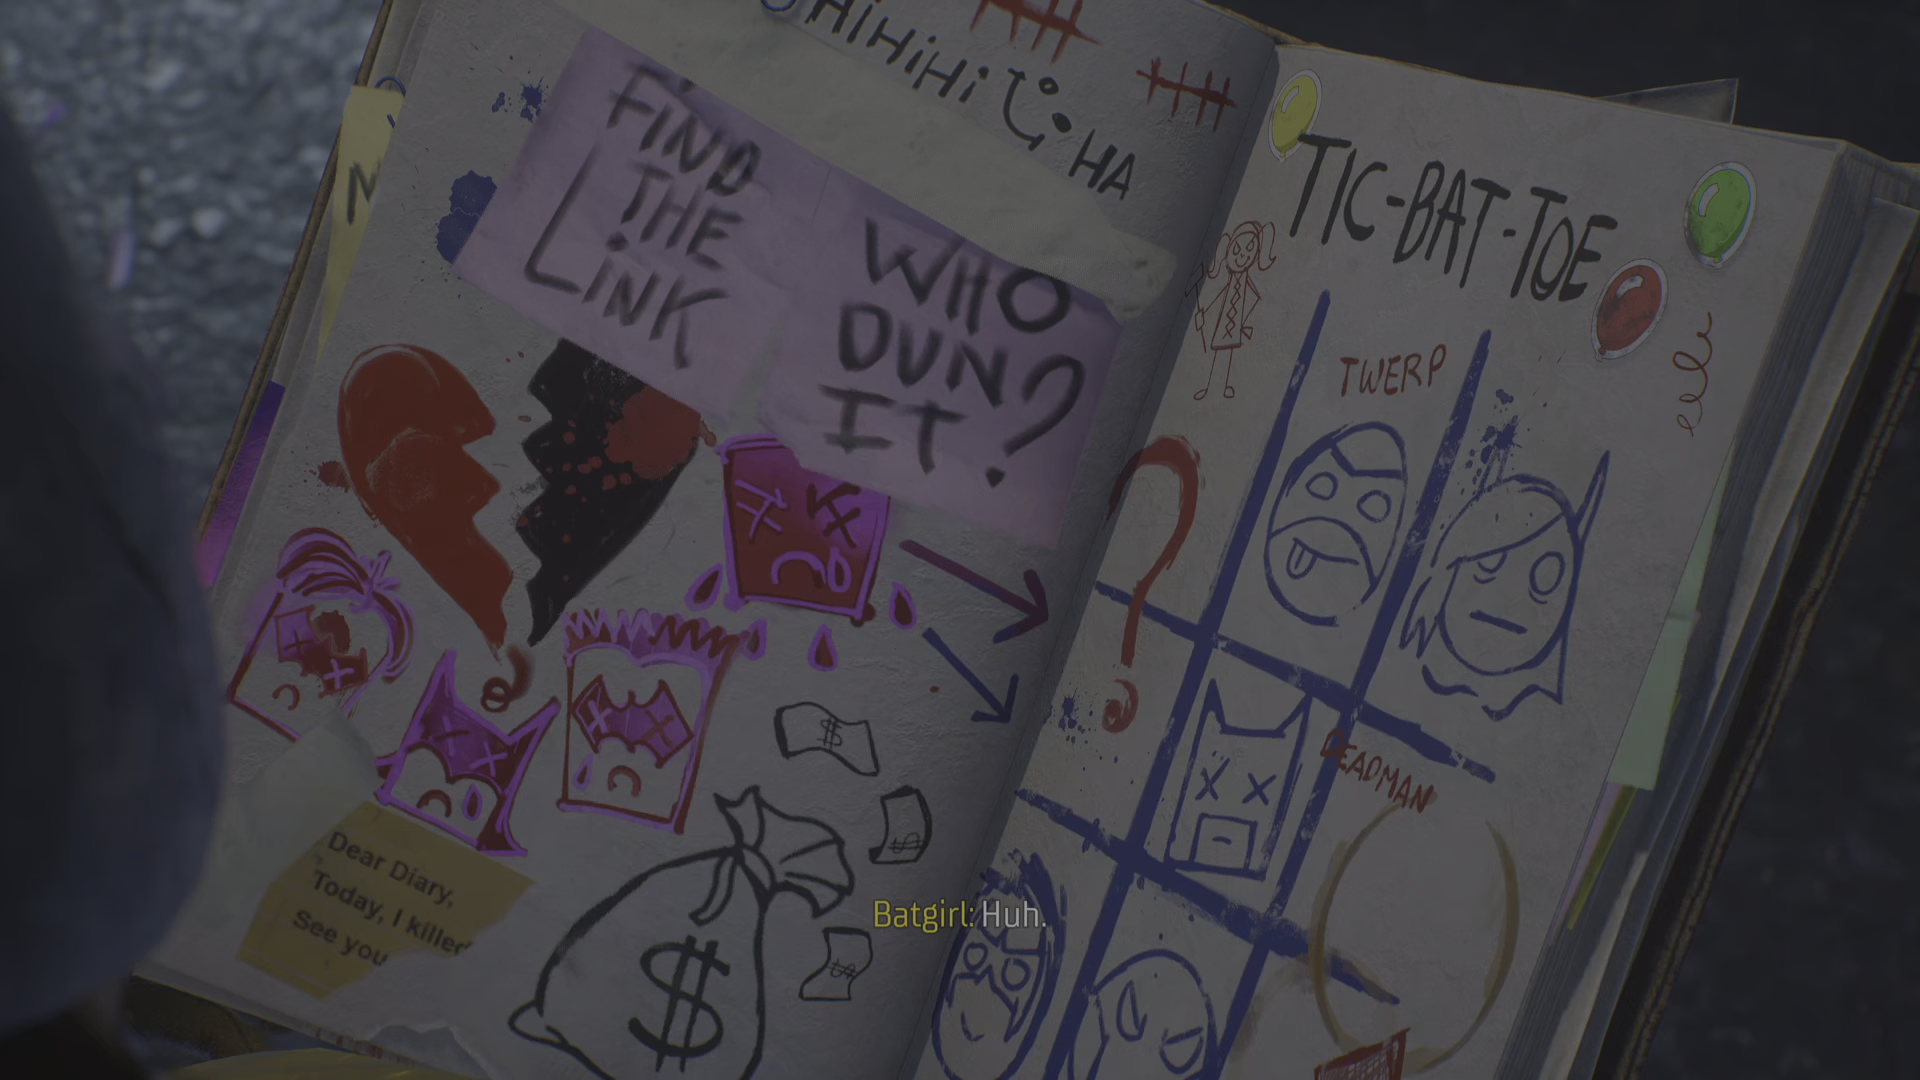 HiHiHiHi
HA
FIND
THE
LINK
WHO
DUN
IT?
Dear Diary,
Today, I killed
See you
$
$
$
$
TIC-BAT-TOE
TWERP
?
DEADMAN
Batgirl: Huh.